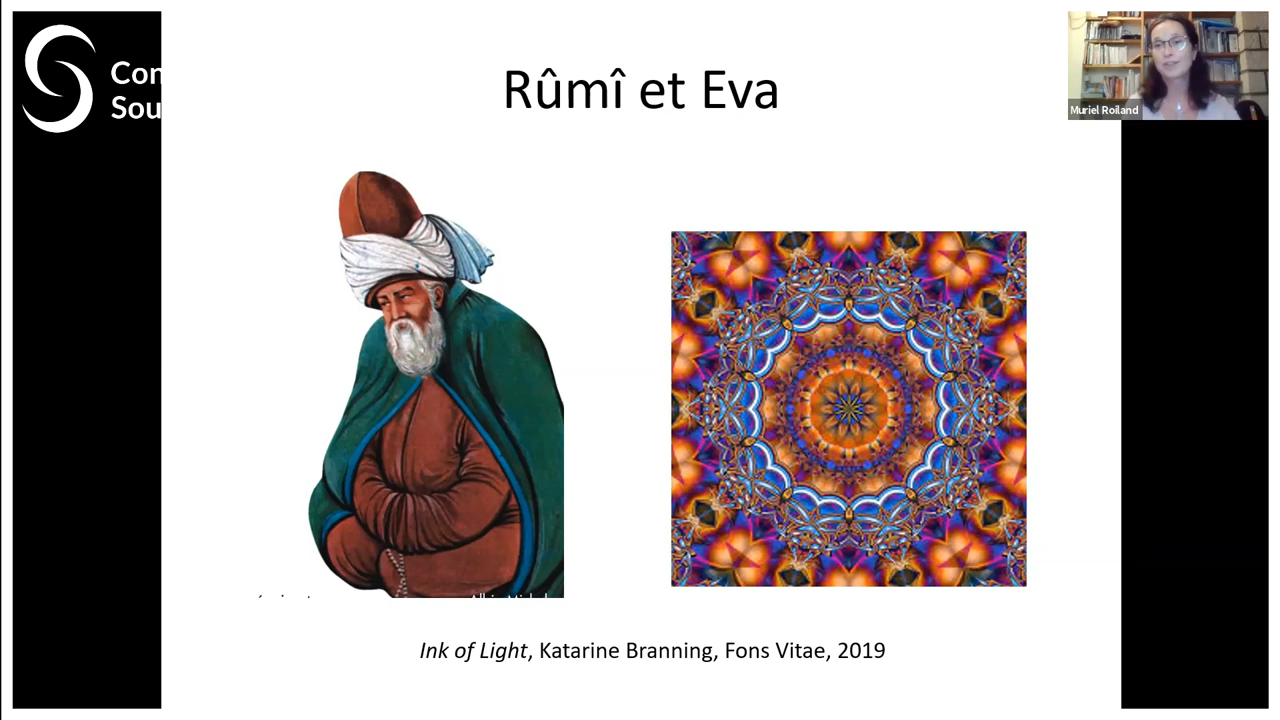 Con
Sou
Rûmî et Eva
Muriel Roiland
Ink of Light, Katarine Branning, Fons Vitae, 2019